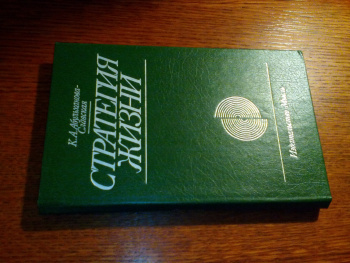 К.А.Абульханова-
Славская
СТРАТЕГИЯ
ЖИЗНИ
Издательство «Мысль»